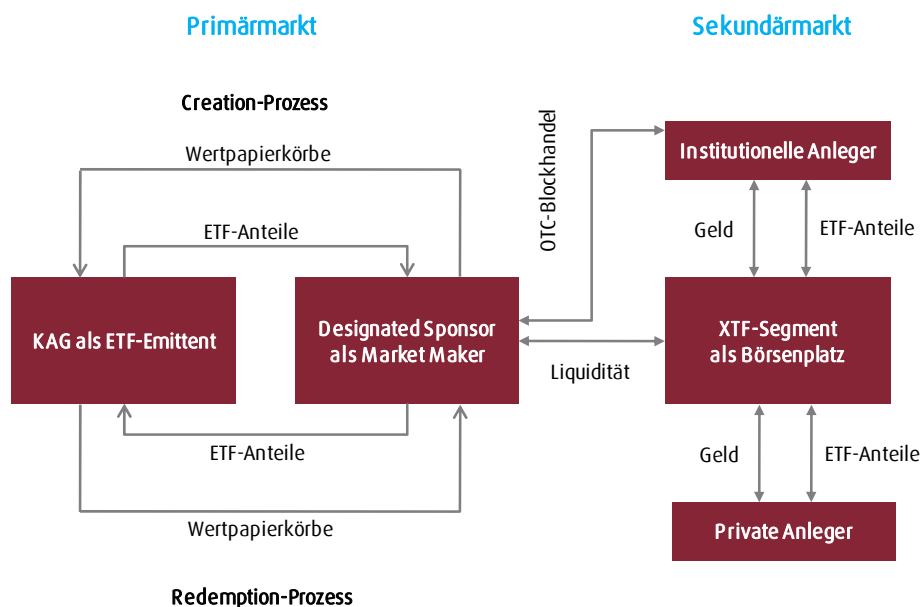 Primärmarkt
Sekundärmarkt
Creation-Prozess
Wertpapierkörbe
ETF-Anteile
KAG als ETF-Emittent
Designated Sponsor
als Market Maker
ETF-Anteile
Wertpapierkörbe
Redemption-Prozess
OTC-Blockhandel
Liquidität
Institutionelle Anleger
Geld
ETF-Anteile
XTF-Segment
als Börsenplatz
Geld
ETF-Anteile
Private Anleger